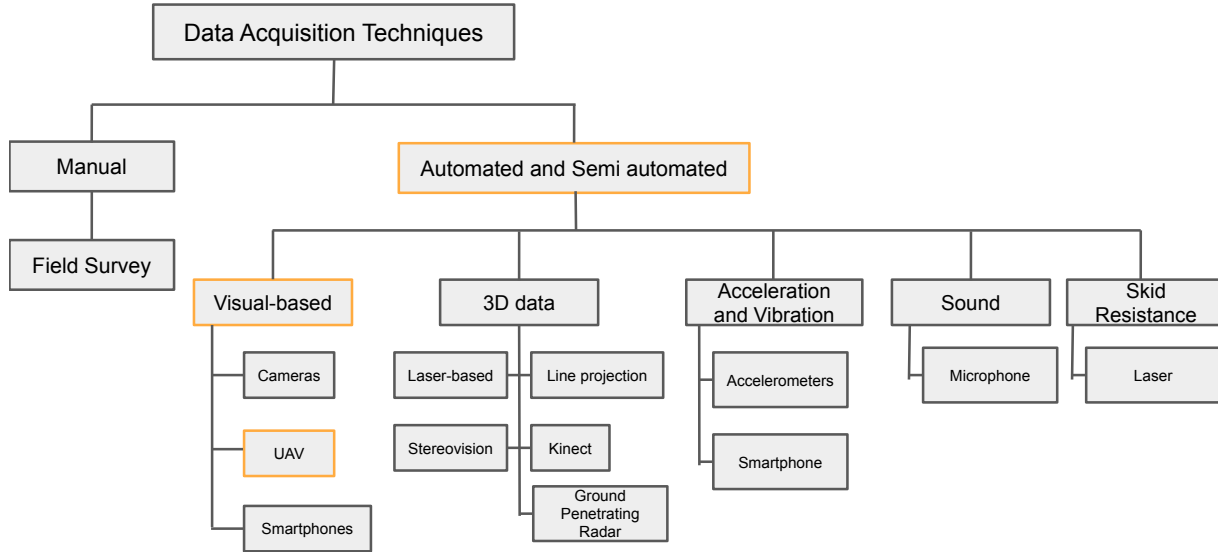 Data Acquisition Techniques
Manual
Automated and Semi automated
Field Survey
Visual-based
3D data
Acceleration
and Vibration
Sound
Skid
Resistance
Cameras
Laser-based
Line projection
Accelerometers
Microphone
Laser
UAV
Stereovision
Kinect
Smartphone
Smartphones
Ground
Penetrating
Radar